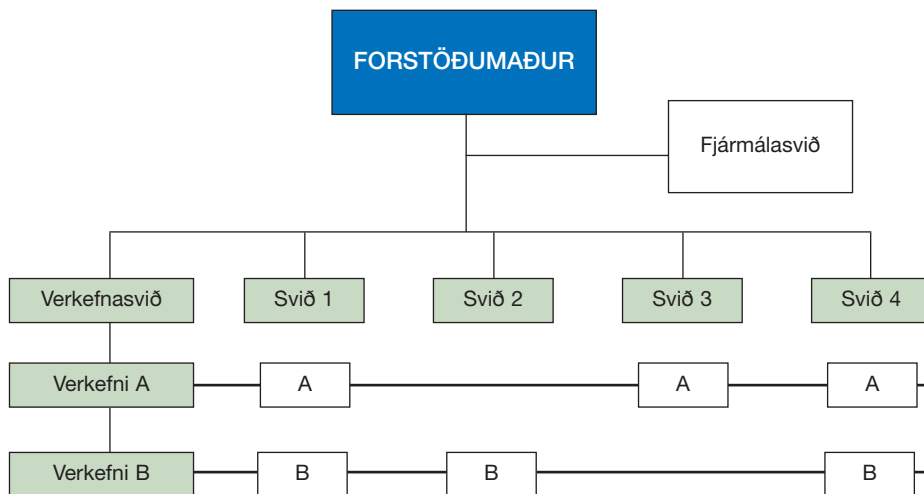 FORSTÖÐUMAÐUR
Fjármálasvið
Verkefnasvið
Svið 1
Svið 2
Svið 3
Svið 4
Verkefni A
A
A
A
Verkefni B
B
B
B